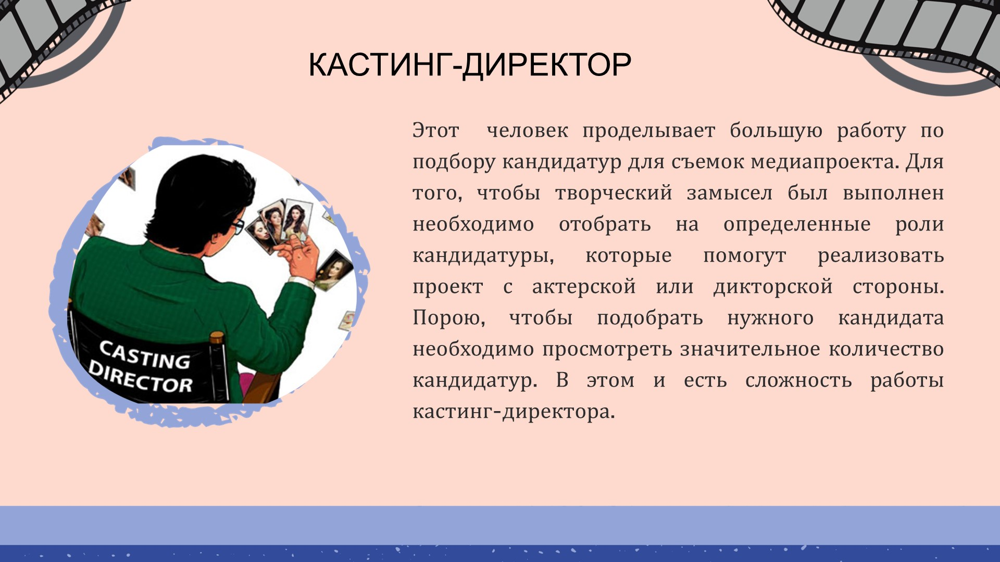 КАСТИНГ-ДИРЕКТОР
Этот человек проделывает большую работу по
подбору кандидатур для съемок медиапроекта. Для
того, чтобы творческий замысел был выполнен
необходимо отобрать на определенные роли
кандидатуры, которые помогут реализовать
проект с актерской или дикторской стороны.
Порою, чтобы подобрать нужного кандидата
необходимо просмотреть значительное количество
кандидатур. В этом и есть сложность работы
кастинг-директора.
CASTING
DIRECTOR